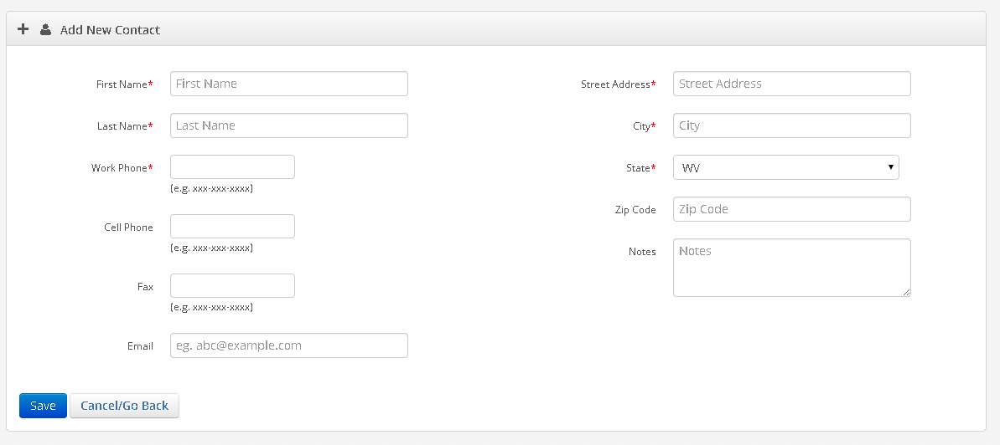 Add New Contact
First Name*
First Name
Last Name*
Last Name
Work Phone*
(e.g. xxx-xxx-xxxx)
Cell Phone
(e.g. xxx-xxx-xxxx)
Fax
(e.g. xxx-xxx-xxxx)
Email
eg. abc@example.com
Street Address*
Street Address
City*
City
State*
WV
Zip Code
Zip Code
Notes
Notes
Save
Cancel/Go Back